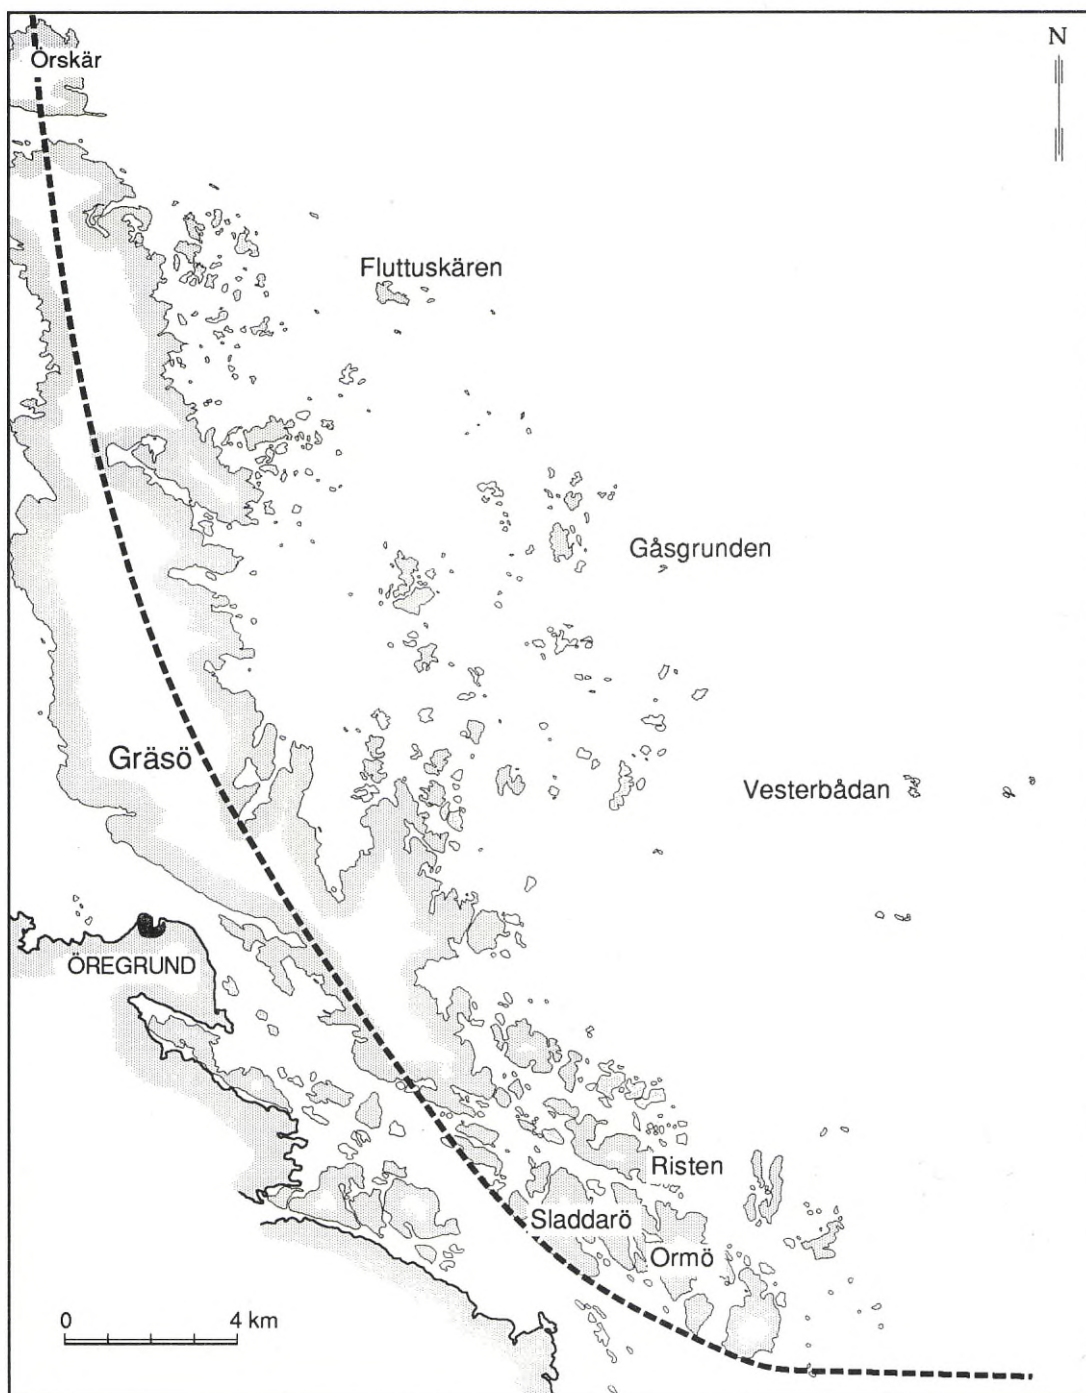 N
Örskär
Fluttuskären
Gåsgrunden
Gräsö
Vesterbådan
ÖREGRUND
Risten
Sladdarö
Ormö
0 4 km